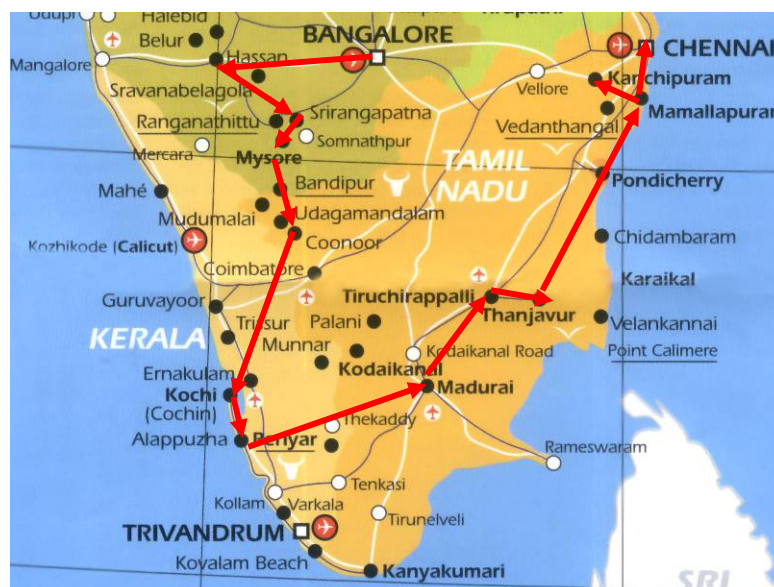 Udupi
Halebid
Belur
Hassan
BANGALORE
CHENNAI
Mangalore
Sravanabelagola
Vellore
Kanchipuram
Mamallapuram
Ranganathittu
Srirangapatna
Somnathpur
Vedanthangal
Mercara
Mysore
TAMIL
NADU
Mahé
Bandipur
Pondicherry
Mudumalai
Udagamandalam
Coonoor
Chidambaram
Kozhikode (Calicut)
Coimbatore
Karaikal
Guruvayoor
Tiruchirappalli
Thanjavur
Velankannai
KERALA
Trissur
Palani
Munnar
Kodaikanal Road
Point Calimere
Kodaikanal
Ernakulam
Madurai
Kochi
(Cochin)
Thekaddy
Alappuzha
Periyar
Rameswaram
Tenkasi
Kollam
Varkala
Tirunelveli
TRIVANDRUM
Kovalam Beach
Kanyakumari
SRI